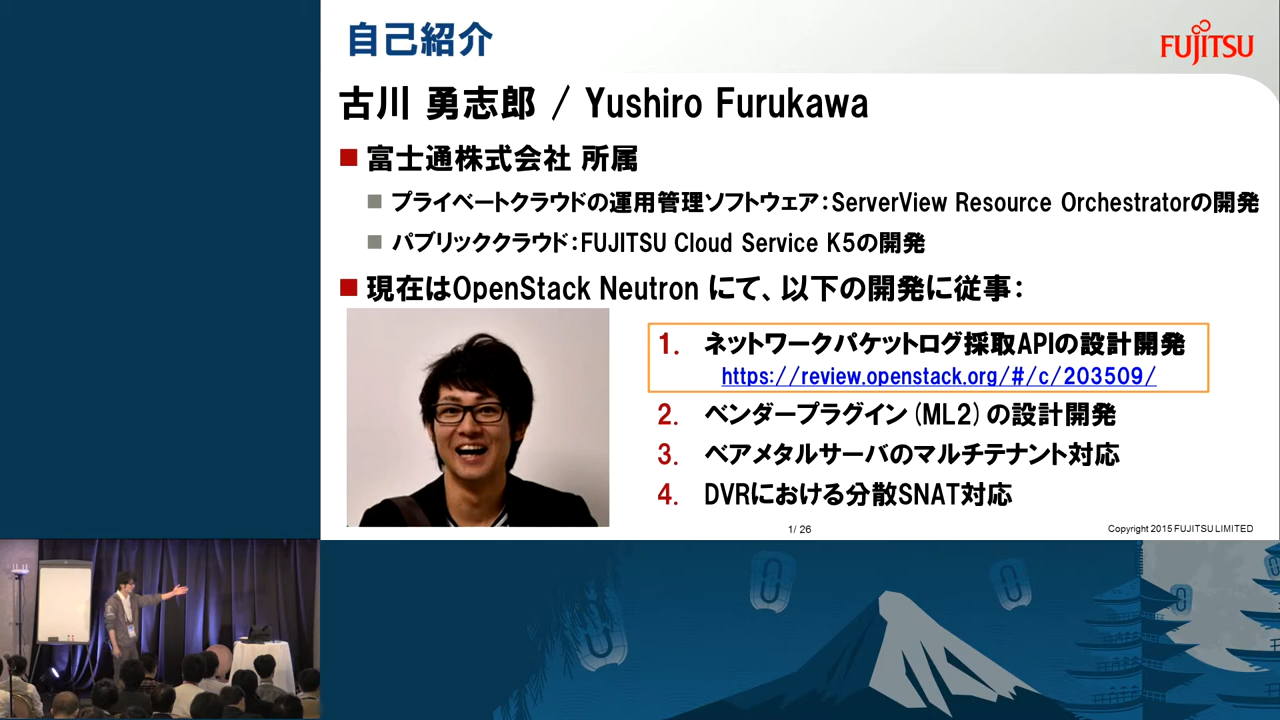 自己紹介
FUJITSU
古川 勇志郎 / Yushiro Furukawa
富士通株式会社 所属
プライベートクラウドの運用管理ソフトウェア：ServerView Resource Orchestratorの開発
パブリッククラウド：FUJITSU Cloud Service K5の開発
現在はOpenStack Neutron にて、以下の開発に従事：
1. ネットワークパケットログ採取APIの設計開発
https://review.openstack.org/#/c/203509/
2. ベンダープラグイン(ML2)の設計開発
3. ベアメタルサーバのマルチテナント対応
4. DVRにおける分散SNAT対応
1/ 26
Copyright 2015 FUJITSU LIMITED